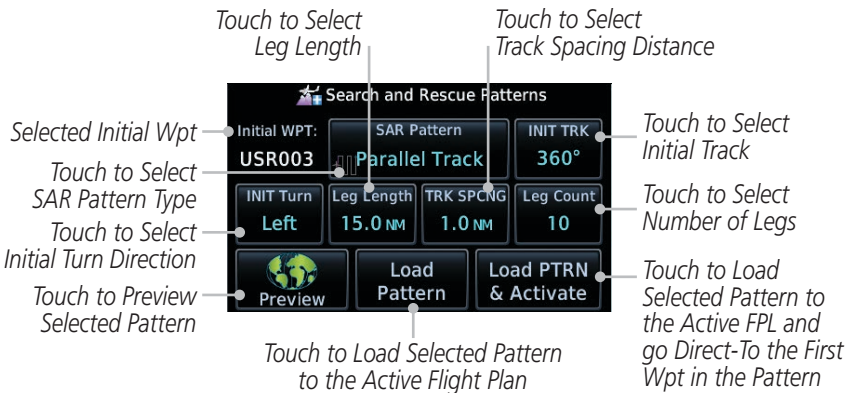 Touch to Select
Leg Length
Touch to Select
Track Spacing Distance
Search and Rescue Patterns
Selected Initial Wpt
Initial WPT:
USR003
SAR Pattern
Parallel Track
INIT TRK
360°
Touch to Select
Initial Track
Touch to Select
SAR Pattern Type
INIT Turn
Left
Leg Length
15.0 NM
TRK SPCNG
1.0 NM
Leg Count
10
Touch to Select
Number of Legs
Touch to Select
Initial Turn Direction
Preview
Load
Pattern
Load PTRN
& Activate
Touch to Preview
Selected Pattern
Touch to Load
Selected Pattern to
the Active FPL and
go Direct-To the First
Wpt in the Pattern
Touch to Load Selected Pattern
to the Active Flight Plan